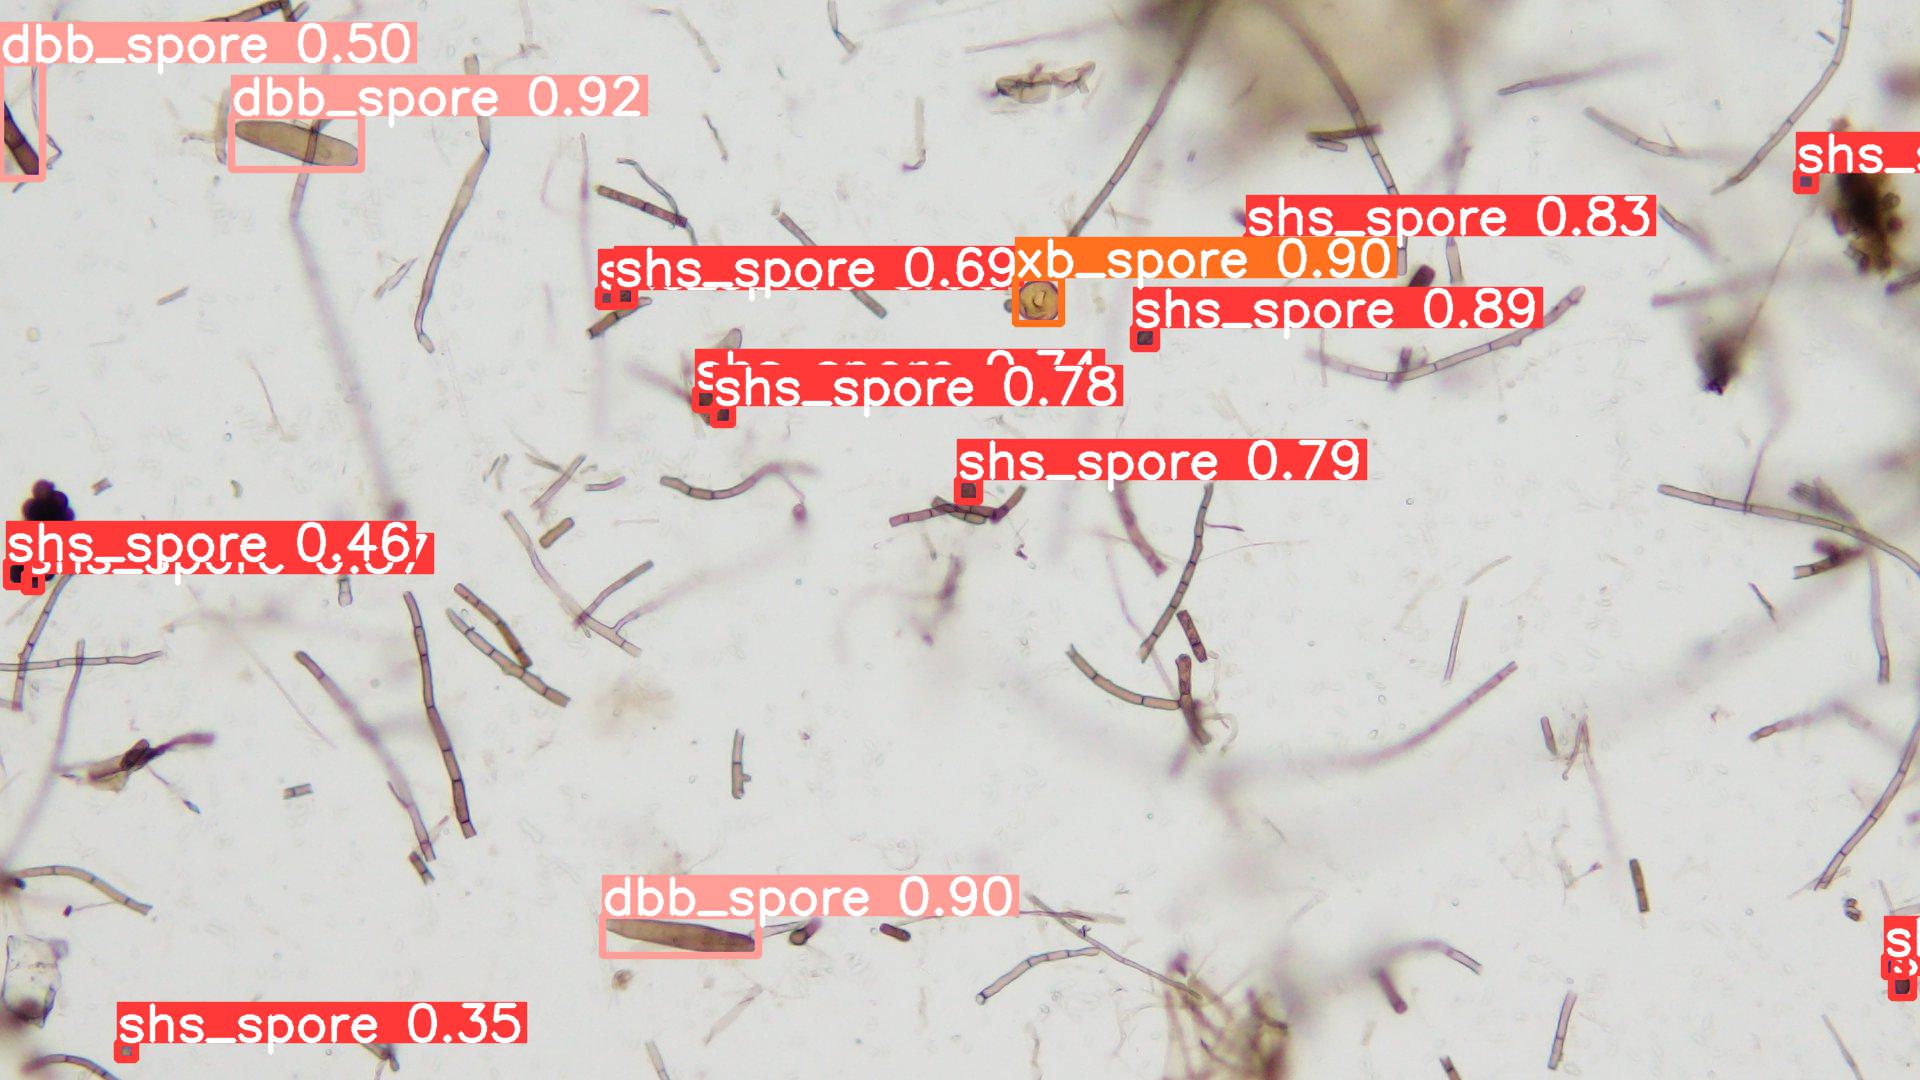 dbb_spore 0.50
dbb_spore 0.92
shs_
shs_spore 0.83
shs_spore 0.69
xb_spore 0.90
shs_spore 0.89
shs_spore 0.78
shs_spore 0.79
shs_spore 0.46
dbb_spore 0.90
shs_spore 0.35